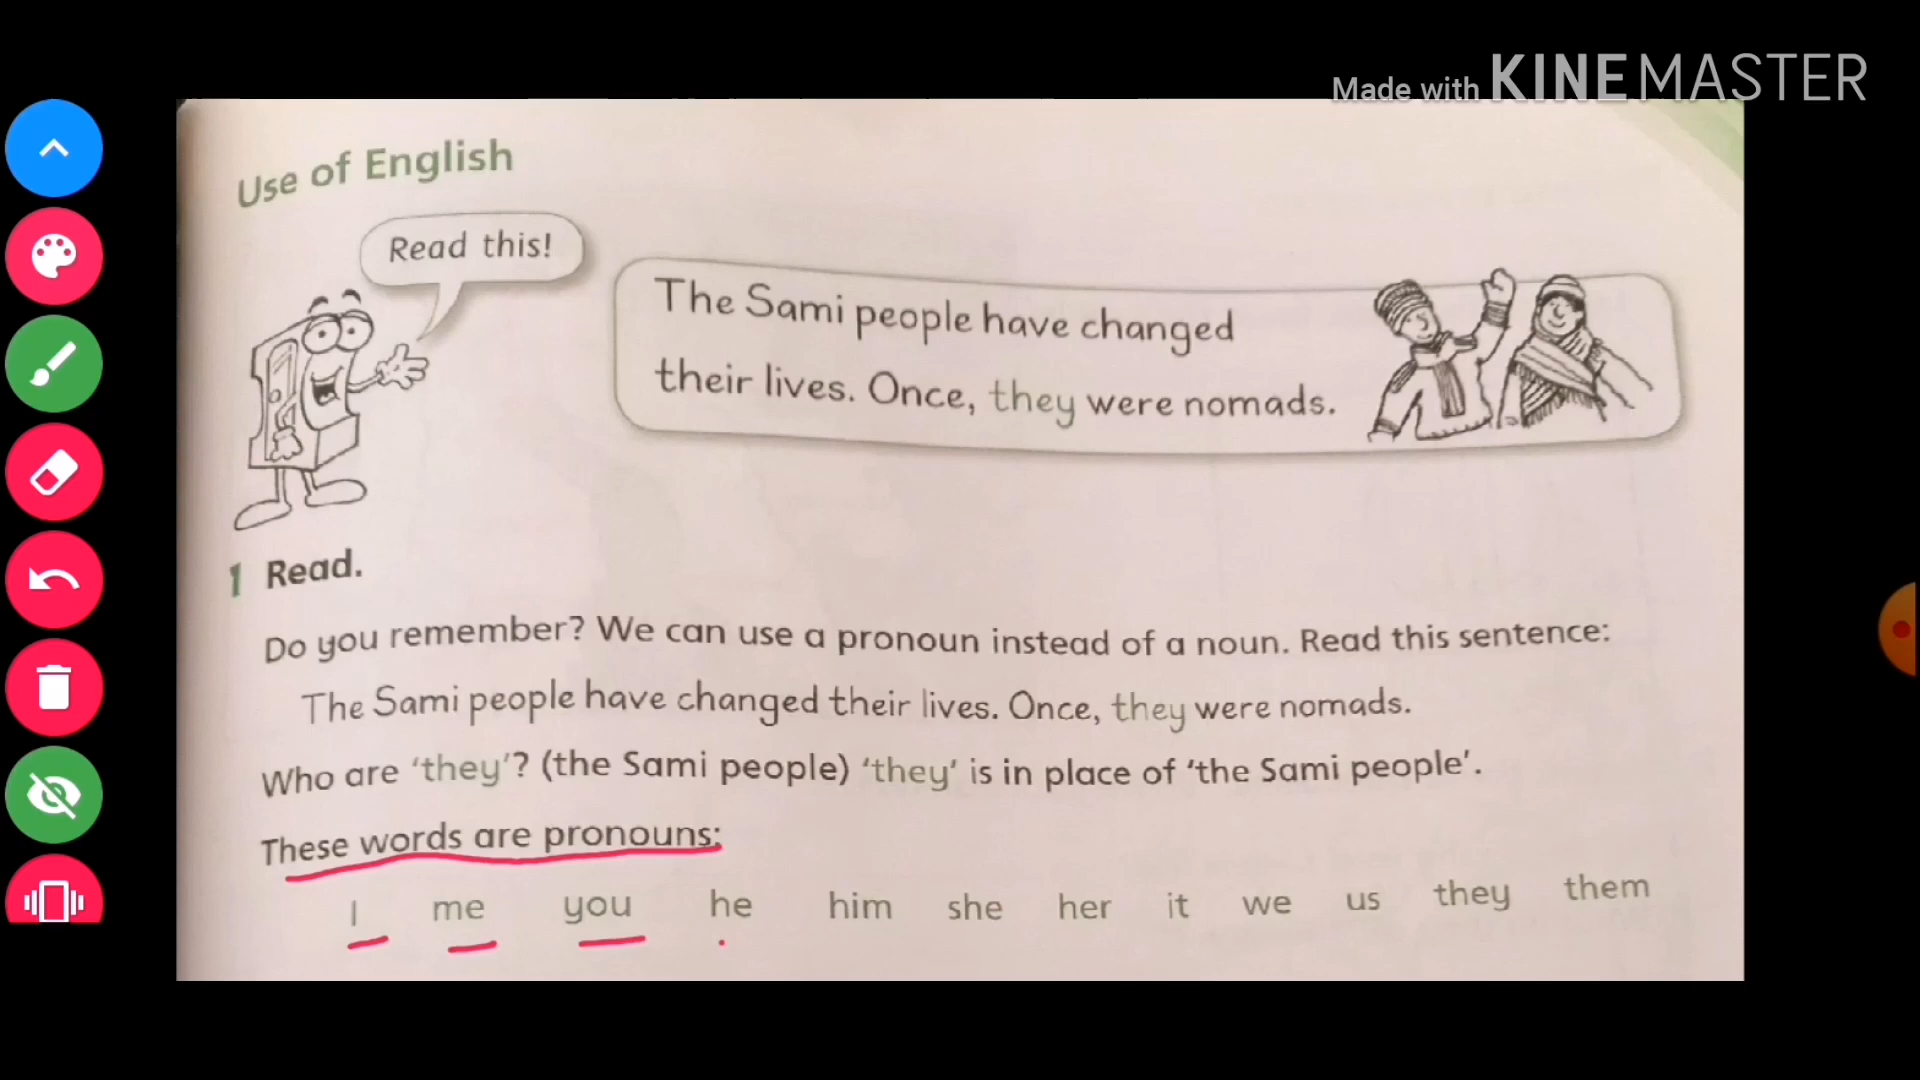 Made with KINEMASTER
Use of English
Read this!
The Sami people have changed
their lives. Once, they were nomads.
1 Read.
Do you remember? We can use a pronoun instead of a noun. Read this sentence:
The Sami people have changed their lives. Once, they were nomads.
Who are 'they'? (the Sami people) 'they' is in place of 'the Sami people'.
These words are pronouns:
I me you he him she her it we us they them